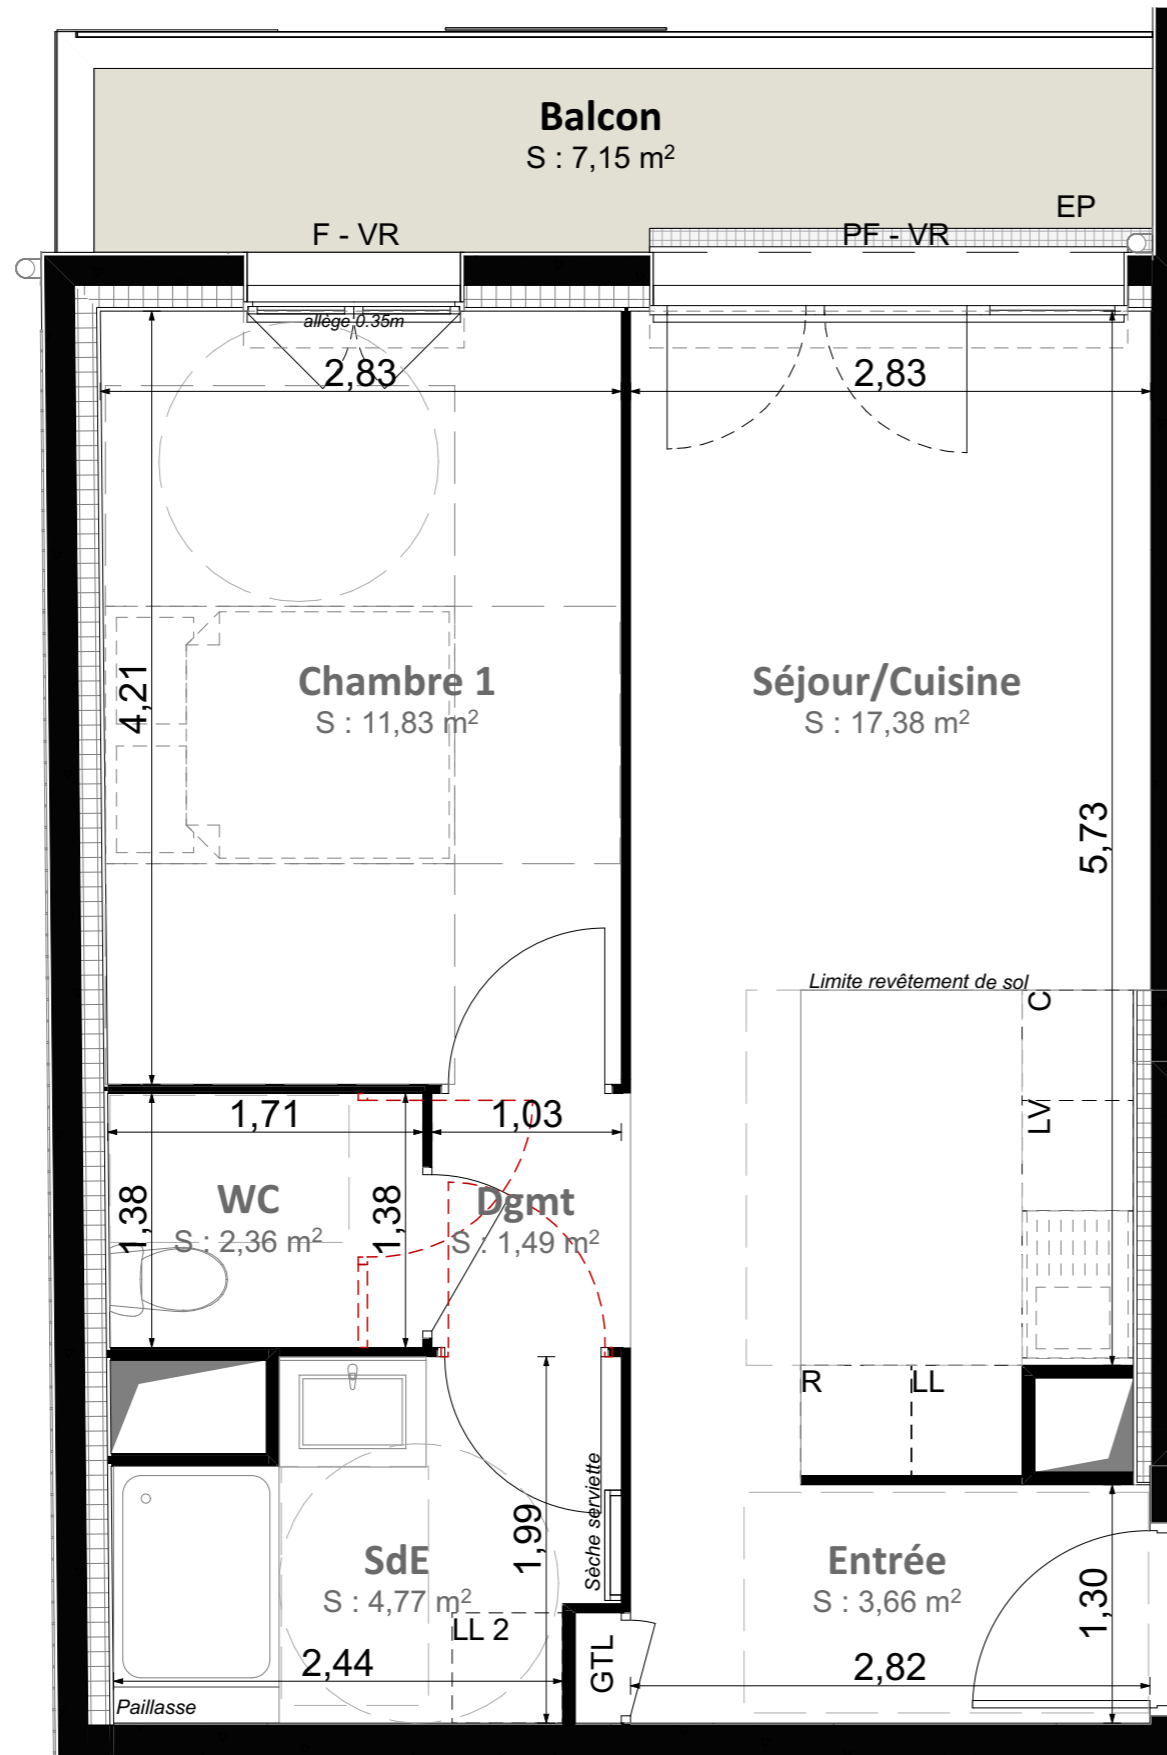 Balcon
S : 7,15 m²
EP
F - VR
PF - VR
allège 0.35m
2,83
2,83
4,21
Chambre 1
S : 11,83 m²
Séjour/Cuisine
S : 17,38 m²
5,73
Limite revêtement de sol
C
LV
1,71
1,03
1,38
WC
S : 2,36 m²
1,38
Dgmt
S : 1,49 m²
R
LL
Sèche serviette
1,99
SdE
S : 4,77 m²
Entrée
S : 3,66 m²
1,30
LL 2
GTL
2,44
2,82
Paillasse